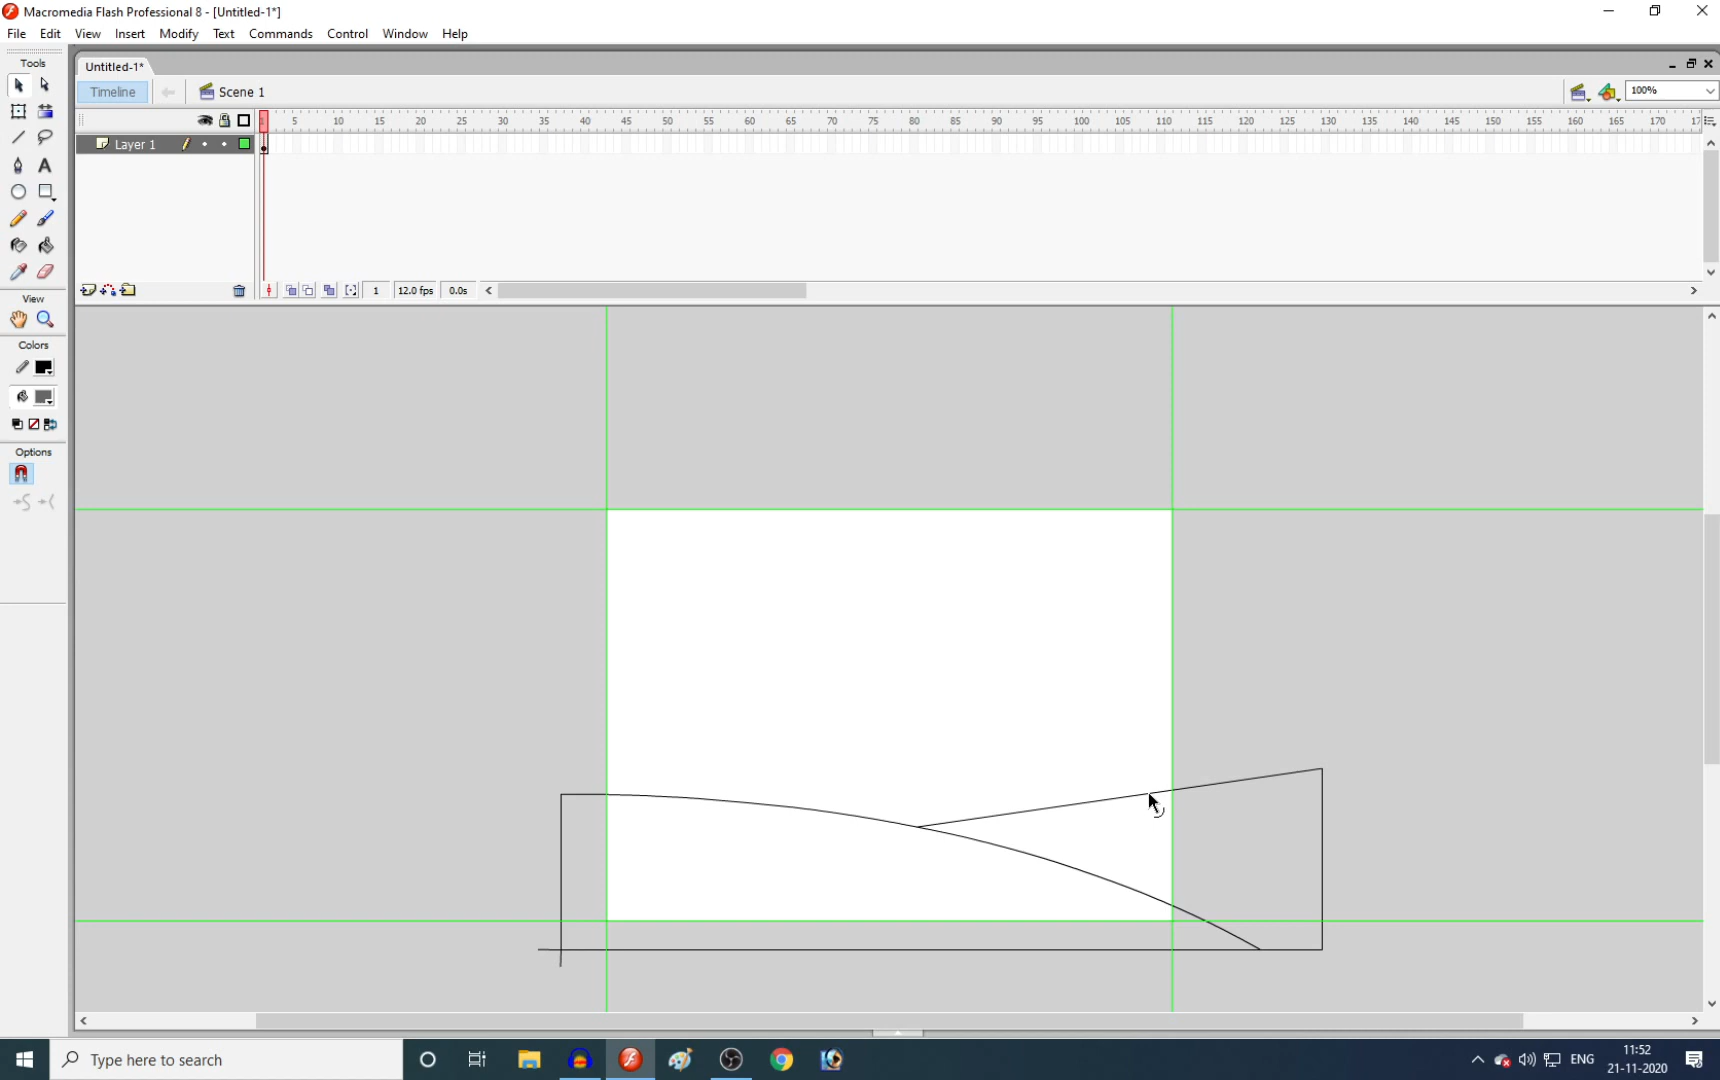 Macromedia Flash Professional 8 - [Untitled-1*]
File Edit View Insert Modify Text Commands Control Window Help
Tools
Untitled-1*
Timeline
Scene 1
100%
1 5 10 15 20 25 30 35 40 45 50 55 60 65 70 75 80 85 90 95 100 105 110 115 120 125 130 135 140 145 150 155 160 165 170 17
Layer 1
1 12.0 fps 0.0s
View
Colors
Options
Type here to search
ENG
11:52
21-11-2020